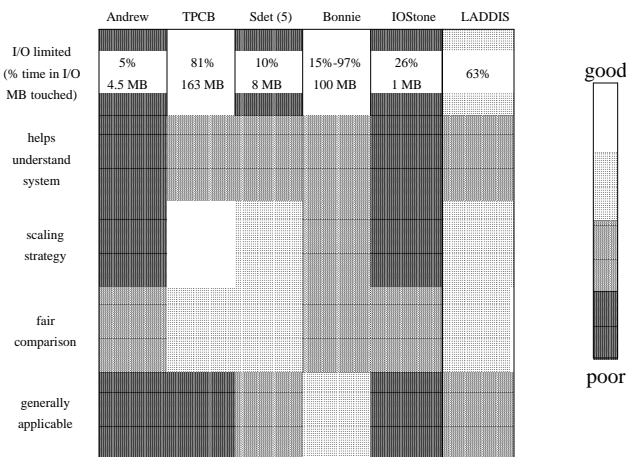 Andrew TPCB Sdet (5) Bonnie IOStone LADDIS
I/O limited
(% time in I/O
MB touched)
5% 81% 10% 15%-97% 26% 63%
4.5 MB 163 MB 8 MB 100 MB 1 MB
good
helps
understand
system
scaling
strategy
fair
comparison
poor
generally
applicable